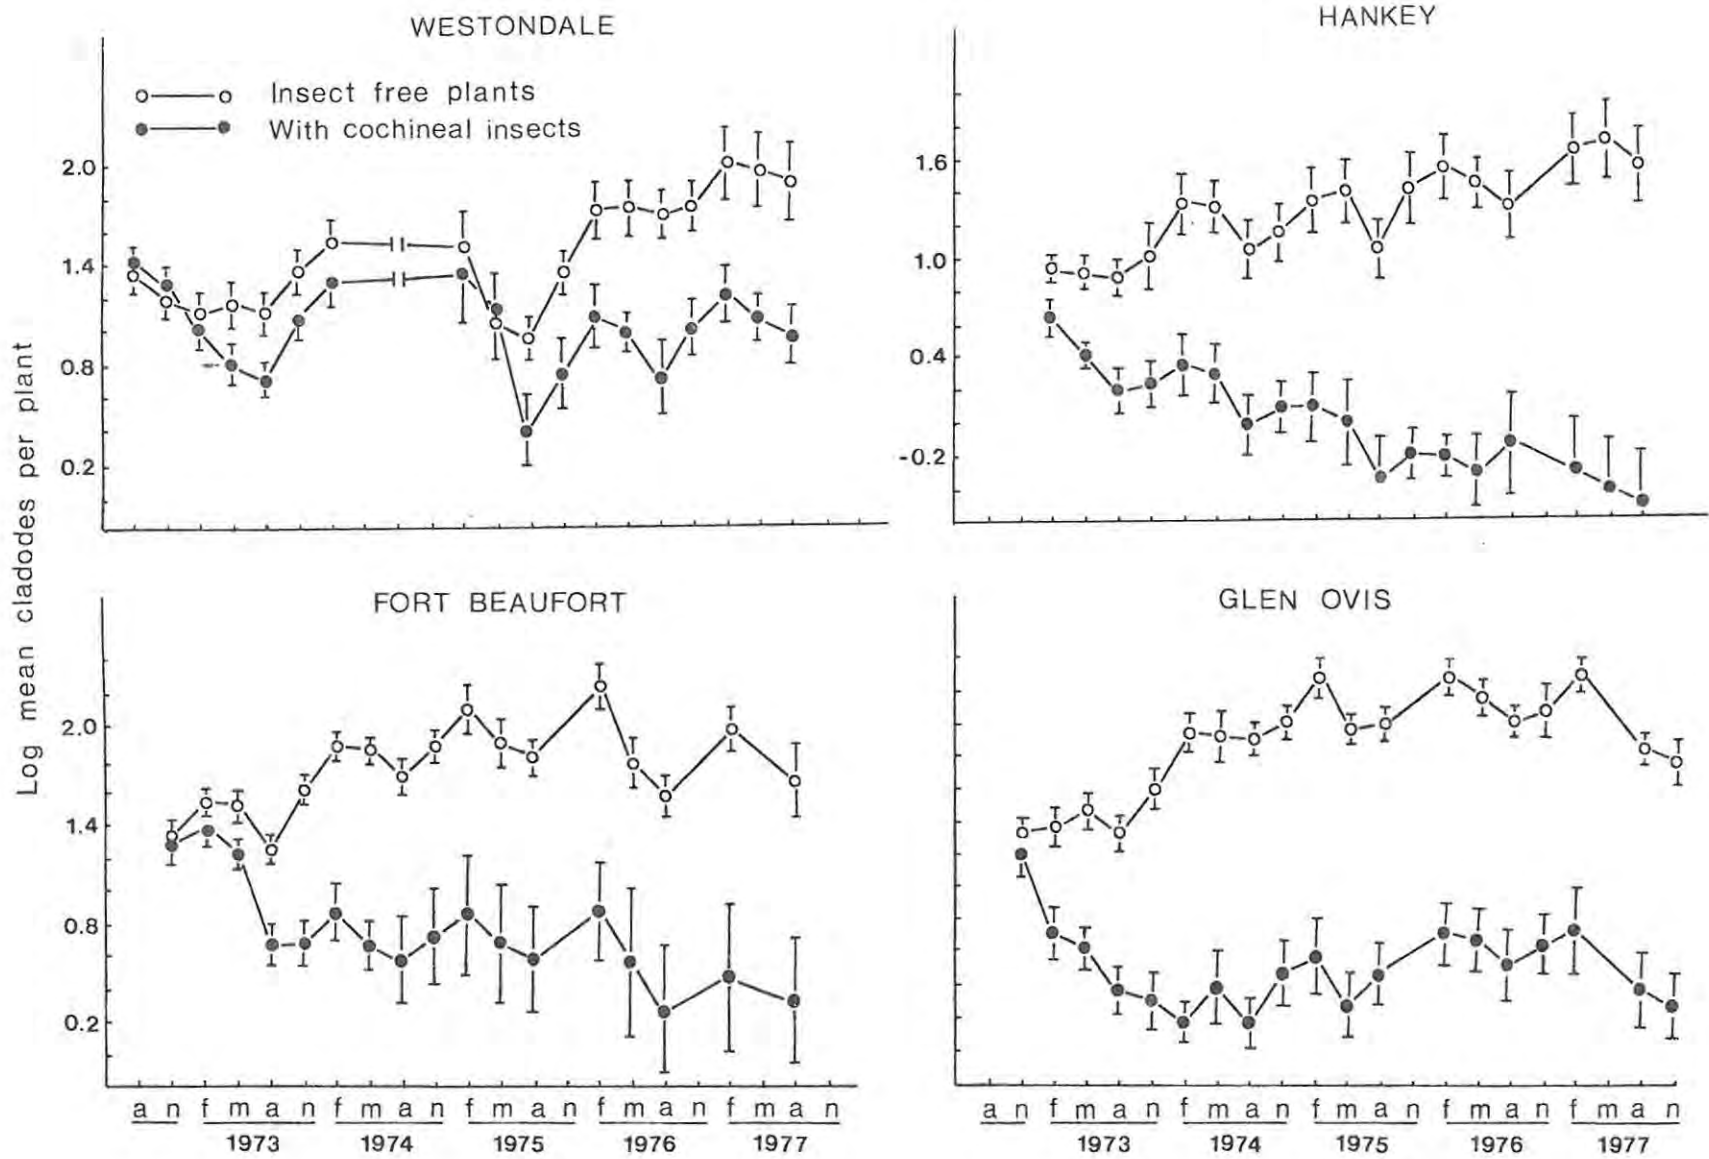 WESTONDALE
HANKEY
Insect free plants
With cochineal insects
2.0
1.4
0.8
0.2
1.6
1.0
0.4
-0.2
Log mean cladodes per plant
FORT BEAUFORT
GLEN OVIS
2.0
1.4
0.8
0.2
a n f m a n f m a n f m a n f m a n f m a n
1973 1974 1975 1976 1977
a n f m a n f m a n f m a n f m a n f m a n
1973 1974 1975 1976 1977